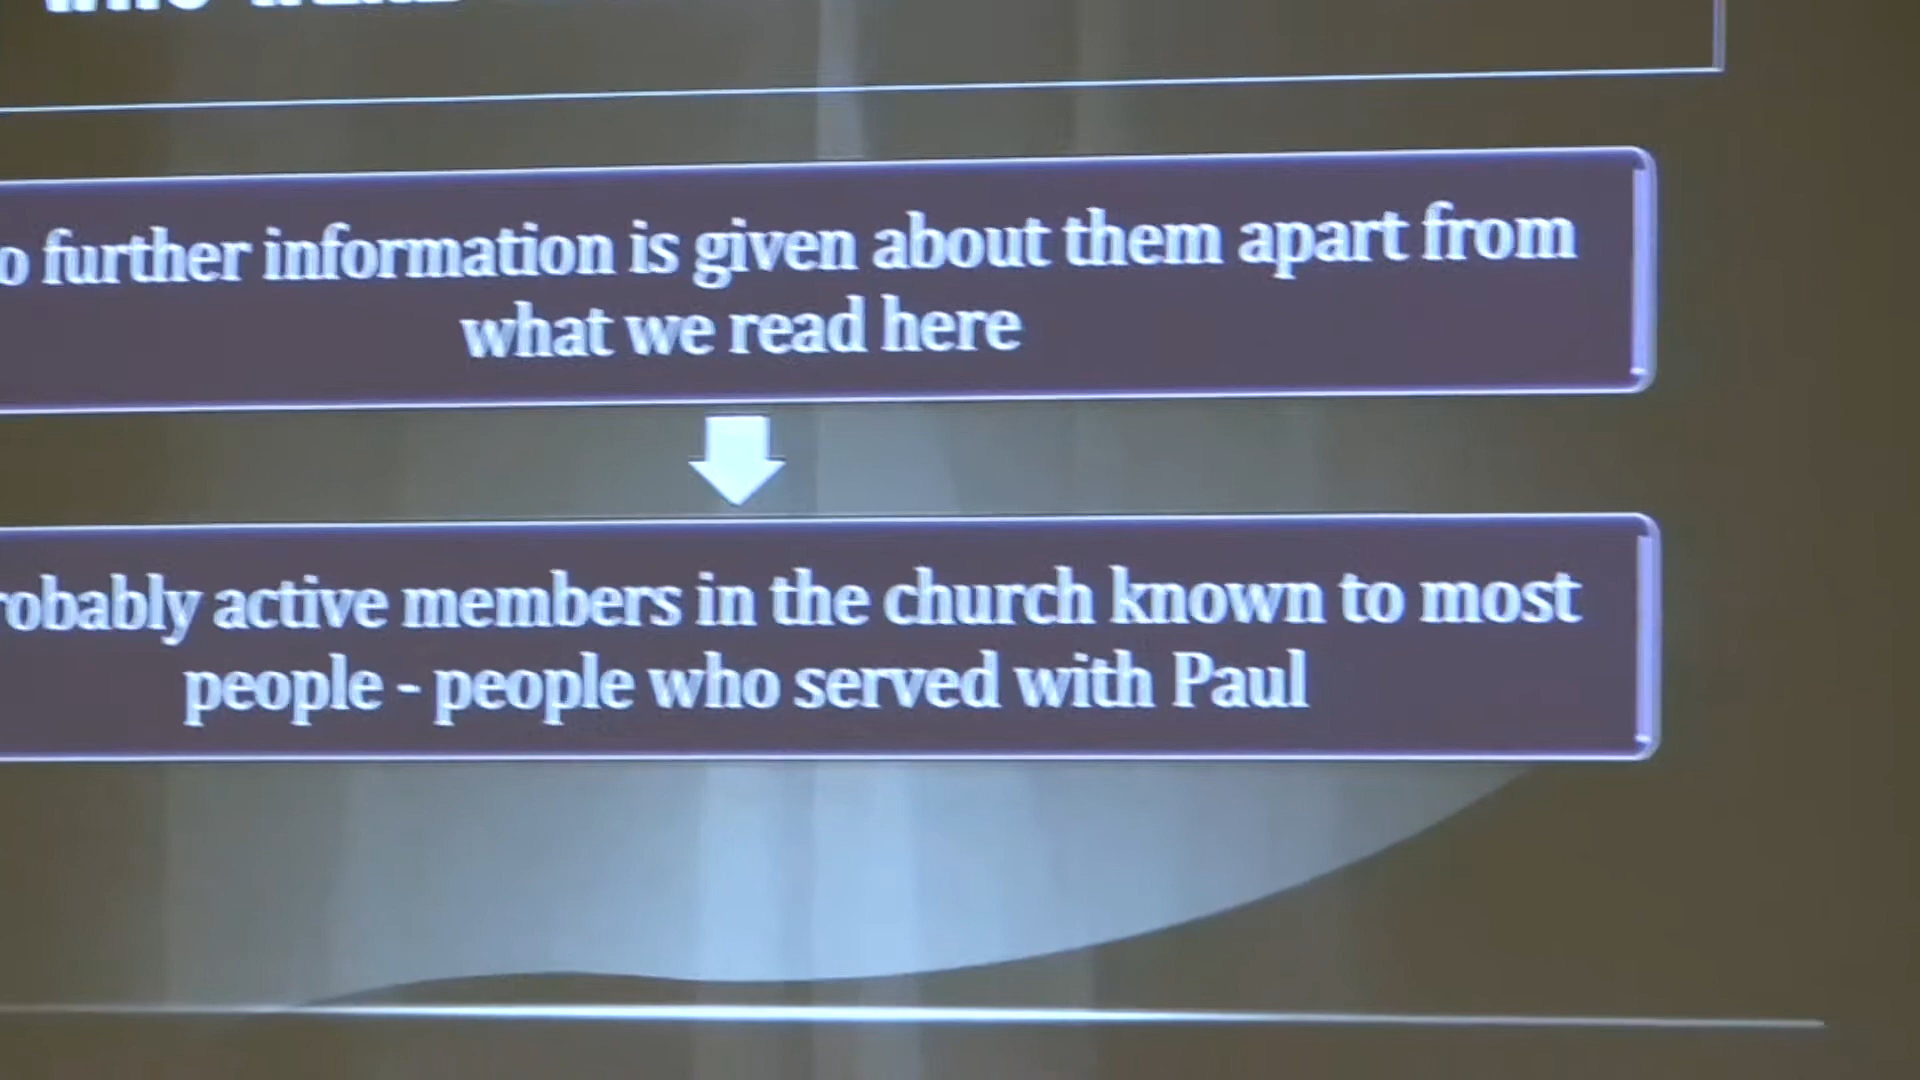 further information is given about them apart from
what we read here
active members in the church known to most
people - people who served with Paul